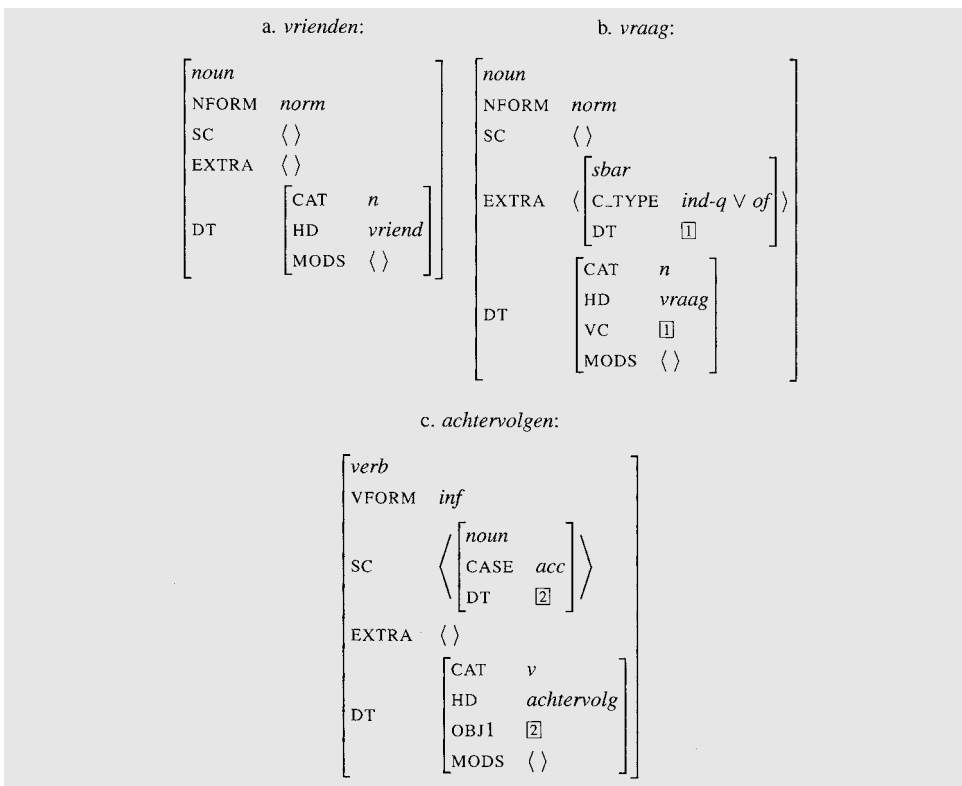 a. vrienden:
noun
NFORM norm
SC ⟨ ⟩
EXTRA ⟨ ⟩
DT
CAT n
HD vriend
MODS ⟨ ⟩
b. vraag:
noun
NFORM norm
SC ⟨ ⟩
EXTRA ⟨
sbar
C_TYPE ind-q ∨ of
DT 1
⟩
DT
CAT n
HD vraag
VC 1
MODS ⟨ ⟩
c. achtervolgen:
verb
VFORM inf
SC ⟨
noun
CASE acc
DT 2
⟩
EXTRA ⟨ ⟩
DT
CAT v
HD achtervolg
OBJ1 2
MODS ⟨ ⟩